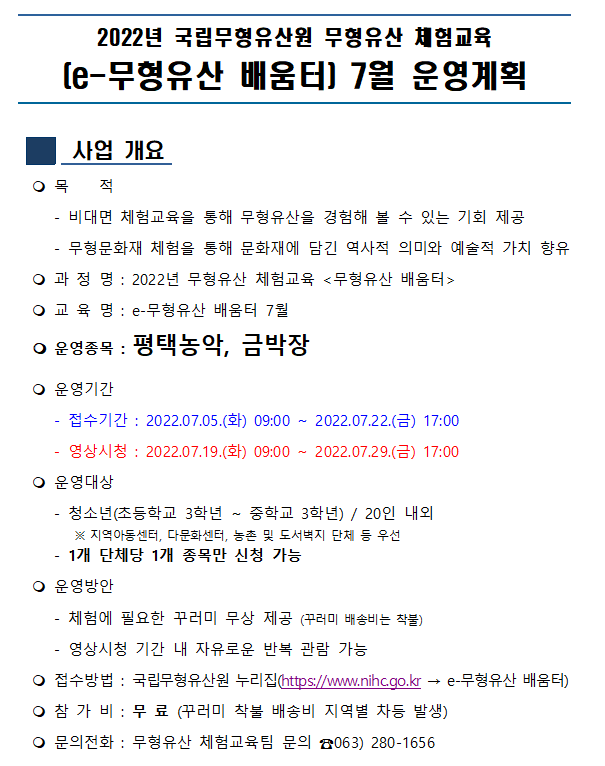 2022년 국립무형유산원 무형유산 체험교육
(e-무형유산 배움터) 7월 운영계획
사업 개요
❍ 목 적
- 비대면 체험교육을 통해 무형유산을 경험해 볼 수 있는 기회 제공
- 무형문화재 체험을 통해 문화재에 담긴 역사적 의미와 예술적 가치 향유
❍ 과 정 명 : 2022년 무형유산 체험교육 <무형유산 배움터>
❍ 교 육 명 : e-무형유산 배움터 7월
❍ 운영종목 : 평택농악, 금박장
❍ 운영기간
- 접수기간 : 2022.07.05.(화) 09:00 ~ 2022.07.22.(금) 17:00
- 영상시청 : 2022.07.19.(화) 09:00 ~ 2022.07.29.(금) 17:00
❍ 운영대상
- 청소년(초등학교 3학년 ~ 중학교 3학년) / 20인 내외
※ 지역아동센터, 다문화센터, 농촌 및 도서벽지 단체 등 우선
- 1개 단체당 1개 종목만 신청 가능
❍ 운영방안
- 체험에 필요한 꾸러미 무상 제공 (꾸러미 배송비는 착불)
- 영상시청 기간 내 자유로운 반복 관람 가능
❍ 접수방법 : 국립무형유산원 누리집(https://www.nihc.go.kr → e-무형유산 배움터)
❍ 참 가 비 : 무 료 (꾸러미 착불 배송비 지역별 차등 발생)
❍ 문의전화 : 무형유산 체험교육팀 문의 ☎063) 280-1656